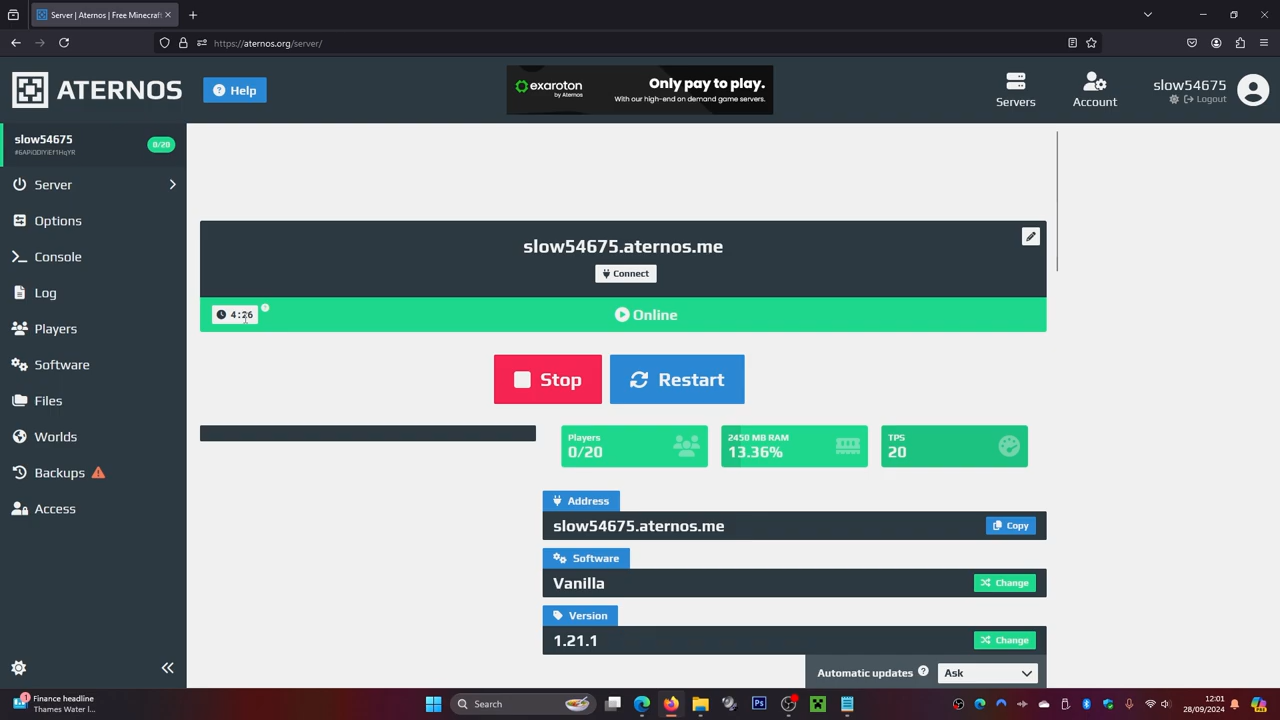 Server | Aternos | Free Minecraft
https://aternos.org/server/
ATERNOS
Help
exaroton
by Aternos
Only pay to play.
With our high-end on demand game servers.
Servers
Account
slow54675
Logout
slow54675
0/20
Server
Options
Console
Log
Players
Software
Files
Worlds
Backups
Access
slow54675.aternos.me
Connect
4:26
Online
Stop
Restart
Players
0/20
2450 MB RAM
13.36%
TPS
20
Address
slow54675.aternos.me
Copy
Software
Vanilla
Change
Version
1.21.1
Change
Automatic updates
Ask
1
Finance headline
Thames Water I...
Search
Ps
12:01
28/09/2024